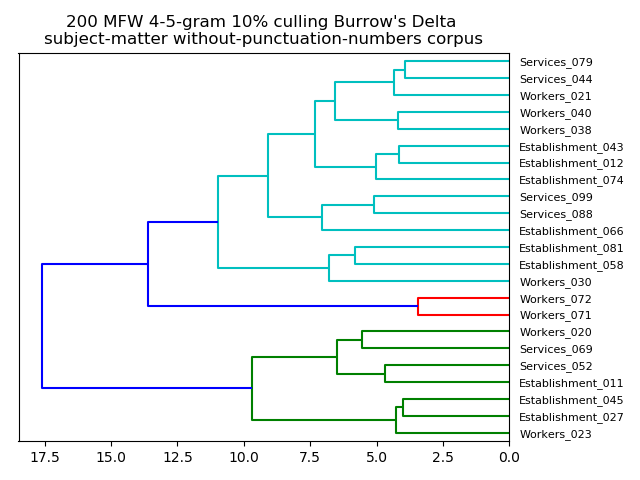 200 MFW 4-5-gram 10% culling Burrow's Delta
subject-matter without-punctuation-numbers corpus
Services_079
Services_044
Workers_021
Workers_040
Workers_038
Establishment_043
Establishment_012
Establishment_074
Services_099
Services_088
Establishment_066
Establishment_081
Establishment_058
Workers_030
Workers_072
Workers_071
Workers_020
Services_069
Services_052
Establishment_011
Establishment_045
Establishment_027
Workers_023
17.5 15.0 12.5 10.0 7.5 5.0 2.5 0.0